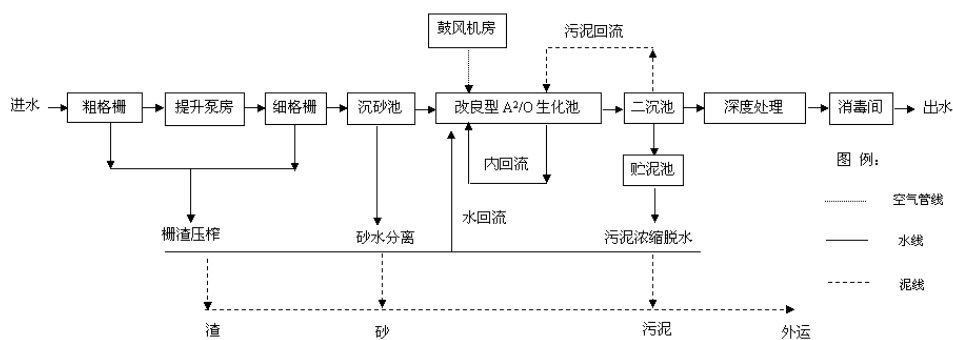 鼓风机房
污泥回流
进水
粗格栅
提升泵房
细格栅
沉砂池
改良型 A²/O 生化池
二沉池
深度处理
消毒间
出水
内回流
贮泥池
图 例：
空气管线
水回流
栅渣压榨
砂水分离
污泥浓缩脱水
水线
泥线
渣
砂
污泥
外运